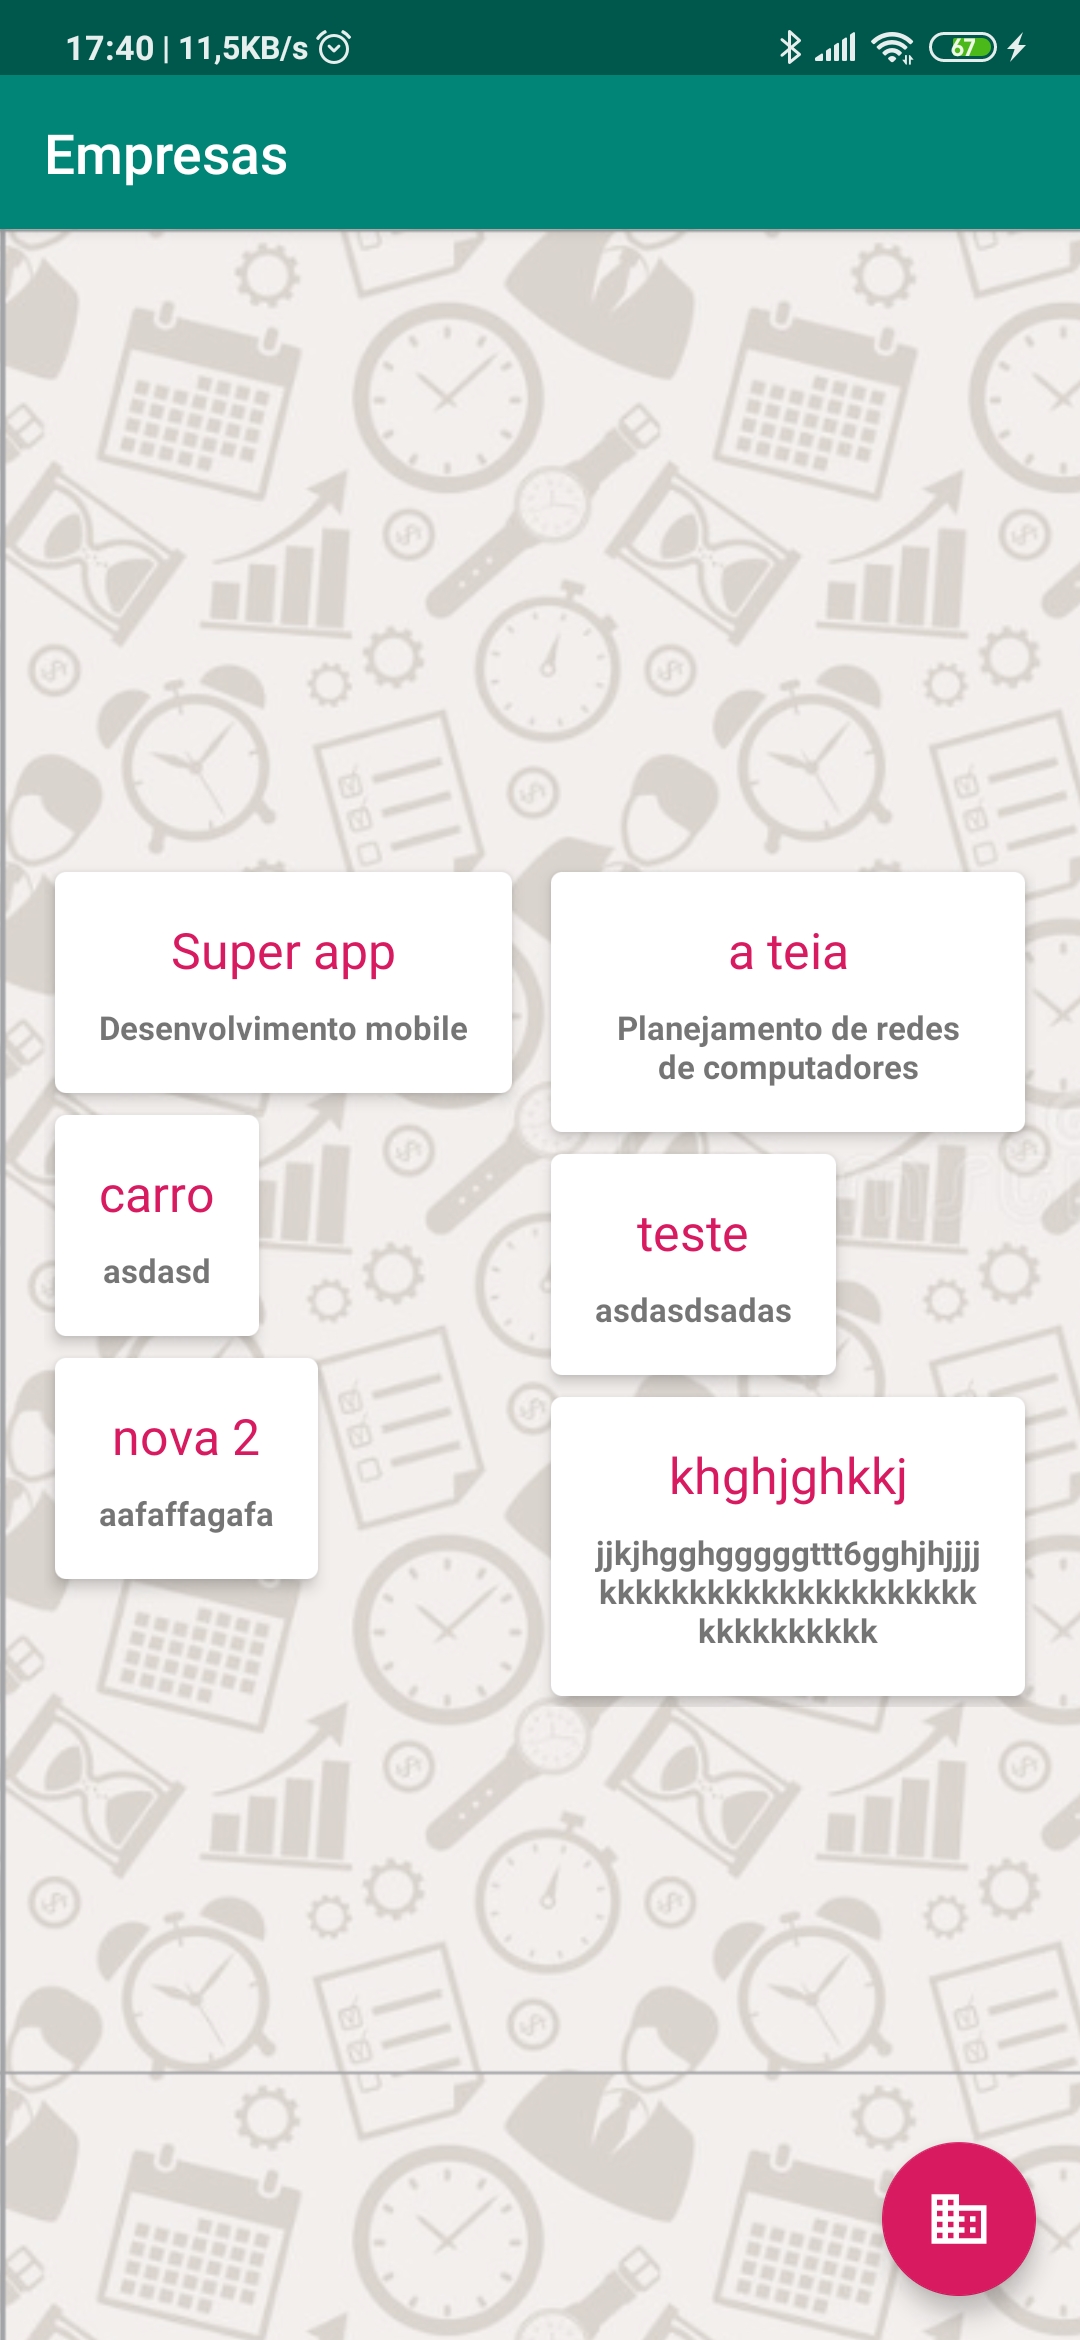 17:40 | 11,5KB/s
67
Empresas
Super app
Desenvolvimento mobile
a teia
Planejamento de redes
de computadores
carro
asdasd
teste
asdasdsadas
nova 2
aafaffagafa
khghjghkkj
jjkjhgghgggggttt6gghjhjjjj
kkkkkkkkkkkkkkkkkkkkk
kkkkkkkkkk